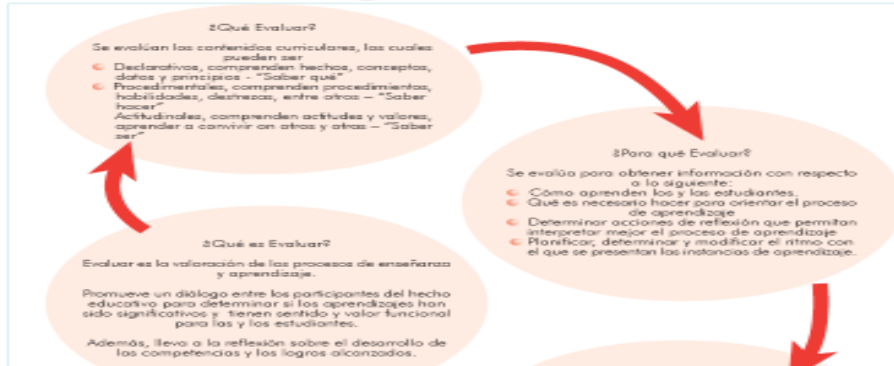 ¿Qué Evaluar?
Se evalúan los contenidos curriculares, los cuales
pueden ser
Declarativos, comprenden hechos, conceptos,
datos y principios - "Saber qué"
Procedimentales, comprenden procedimientos,
habilidades, destrezas, entre otros – "Saber
hacer"
Actitudinales, comprenden actitudes y valores,
aprender a convivir on otros y otras – "Saber
ser"
¿Para qué Evaluar?
Se evalúa para obtener información con respecto
a lo siguiente:
Cómo aprenden los y las estudiantes.
Qué es necesario hacer para orientar el proceso
de aprendizaje
Determinar acciones de reflexión que permitan
interpretar mejor el proceso de aprendizaje
Planificar, determinar y modificar el ritmo con
el que se presentan las instancias de aprendizaje.
¿Qué es Evaluar?
Evaluar es la valoración de los procesos de enseñanza
y aprendizaje.
Promueve un diálogo entre los participantes del hecho
educativo para determinar si los aprendizajes han
sido significativos y tienen sentido y valor funcional
para las y los estudiantes.
Además, lleva a la reflexión sobre el desarrollo de
las competencias y los logros alcanzados.